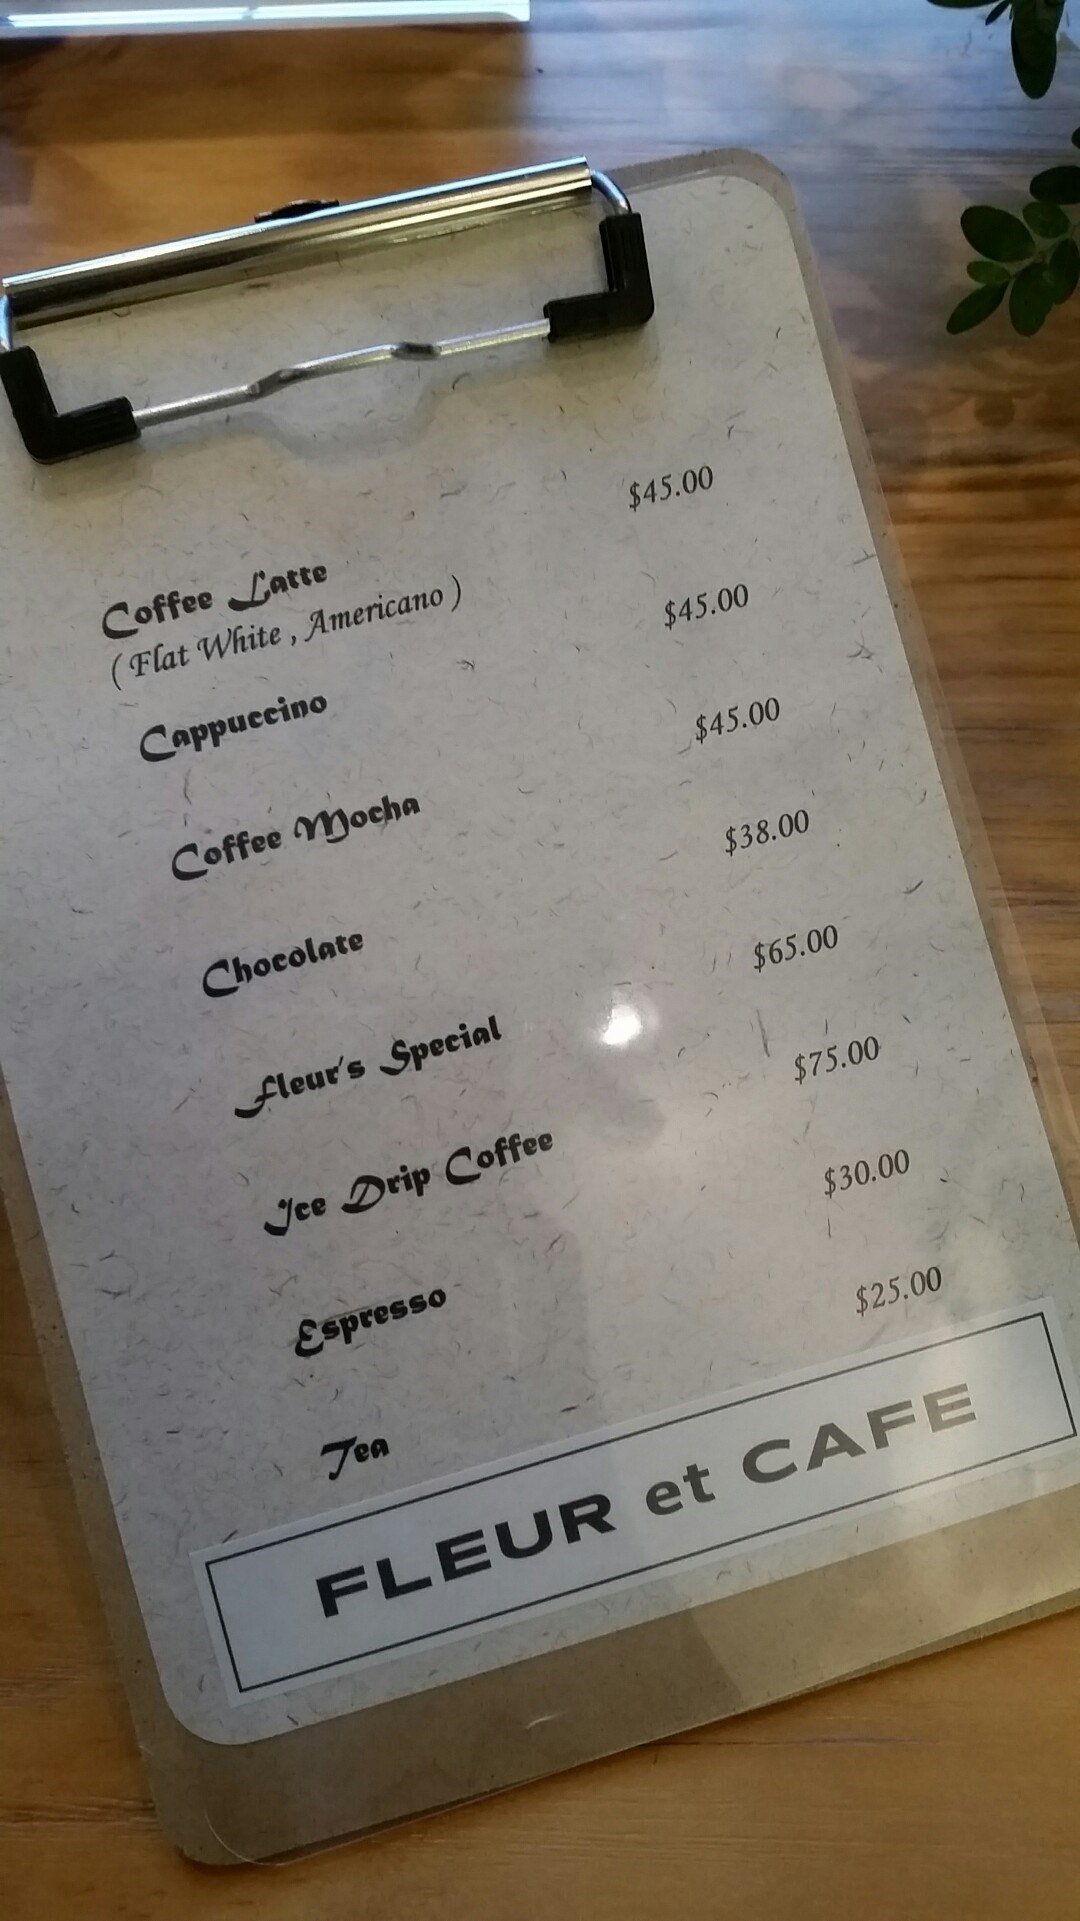 Coffee Latte $45.00
( Flat White , Americano )
Cappuccino $45.00
Coffee Mocha $45.00
Chocolate $38.00
Fleur's Special $65.00
Ice Drip Coffee $75.00
Espresso $30.00
Tea $25.00
FLEUR et CAFE